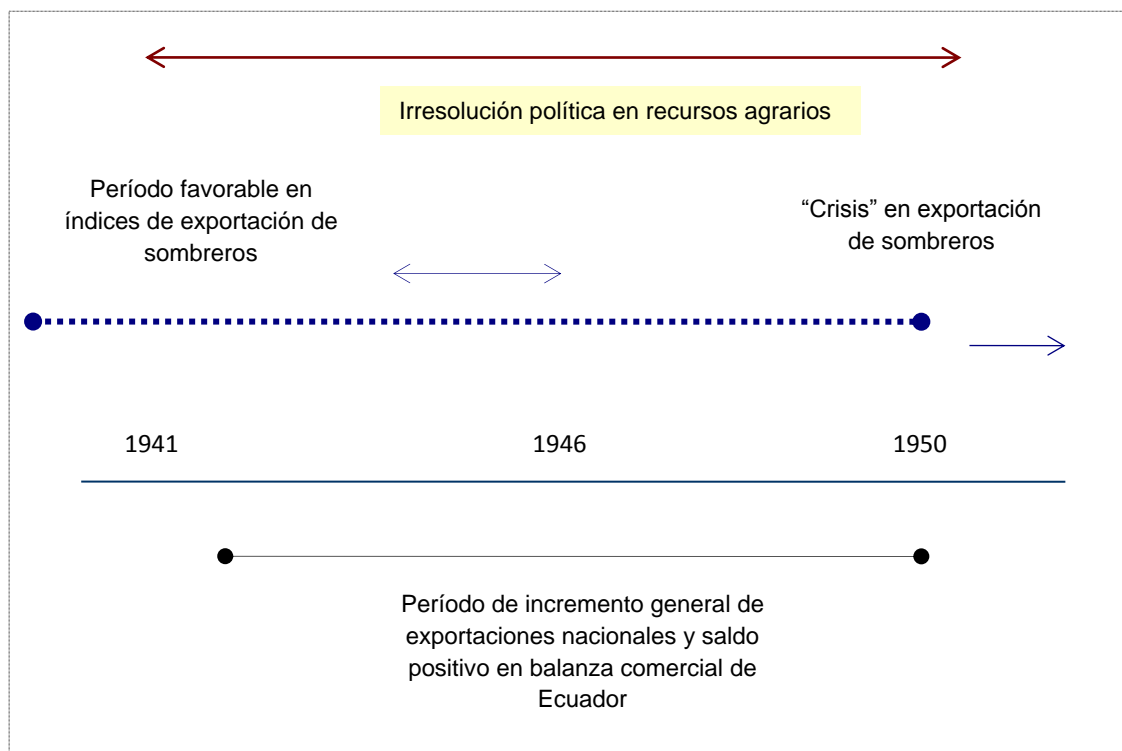 Irresolución política en recursos agrarios
Período favorable en
índices de exportación de
sombreros
“Crisis” en exportación
de sombreros
1941
1946
1950
Período de incremento general de
exportaciones nacionales y saldo
positivo en balanza comercial de
Ecuador